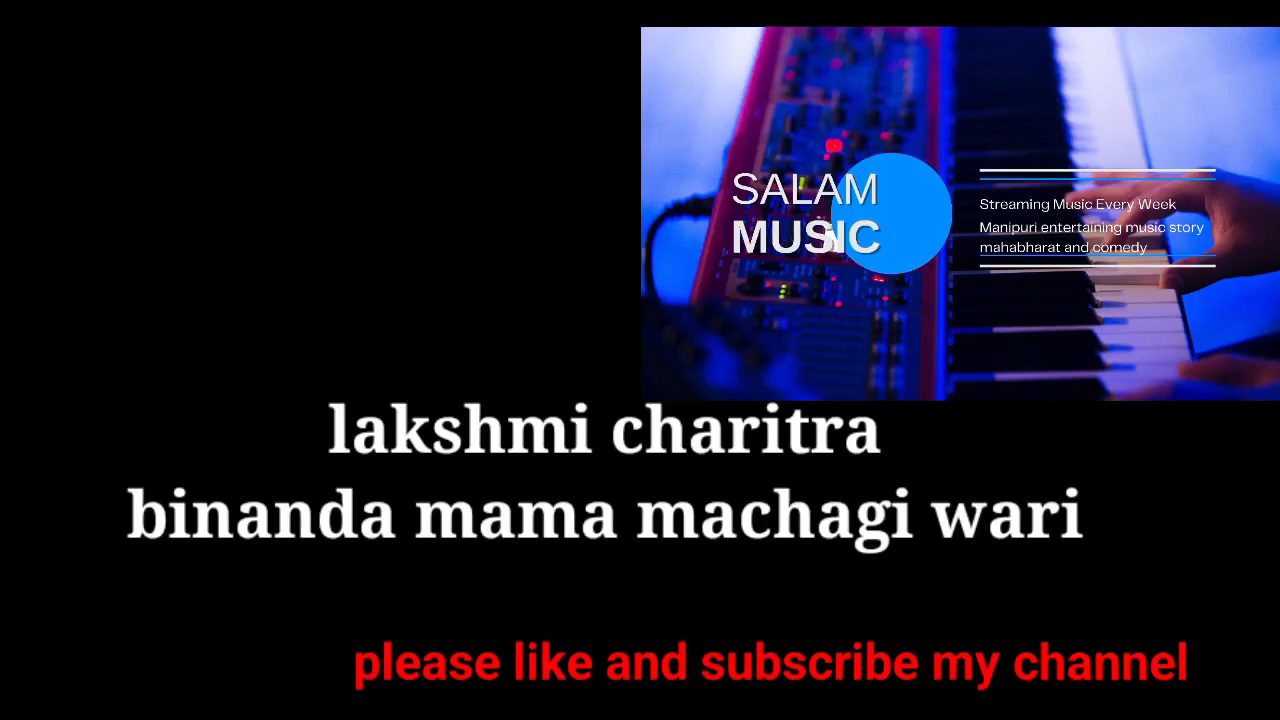 SALAM
MUSIC
Streaming Music Every Week
Manipuri entertaining music story
mahabharat and comedy
lakshmi charitra
binanda mama machagi wari
please like and subscribe my channel